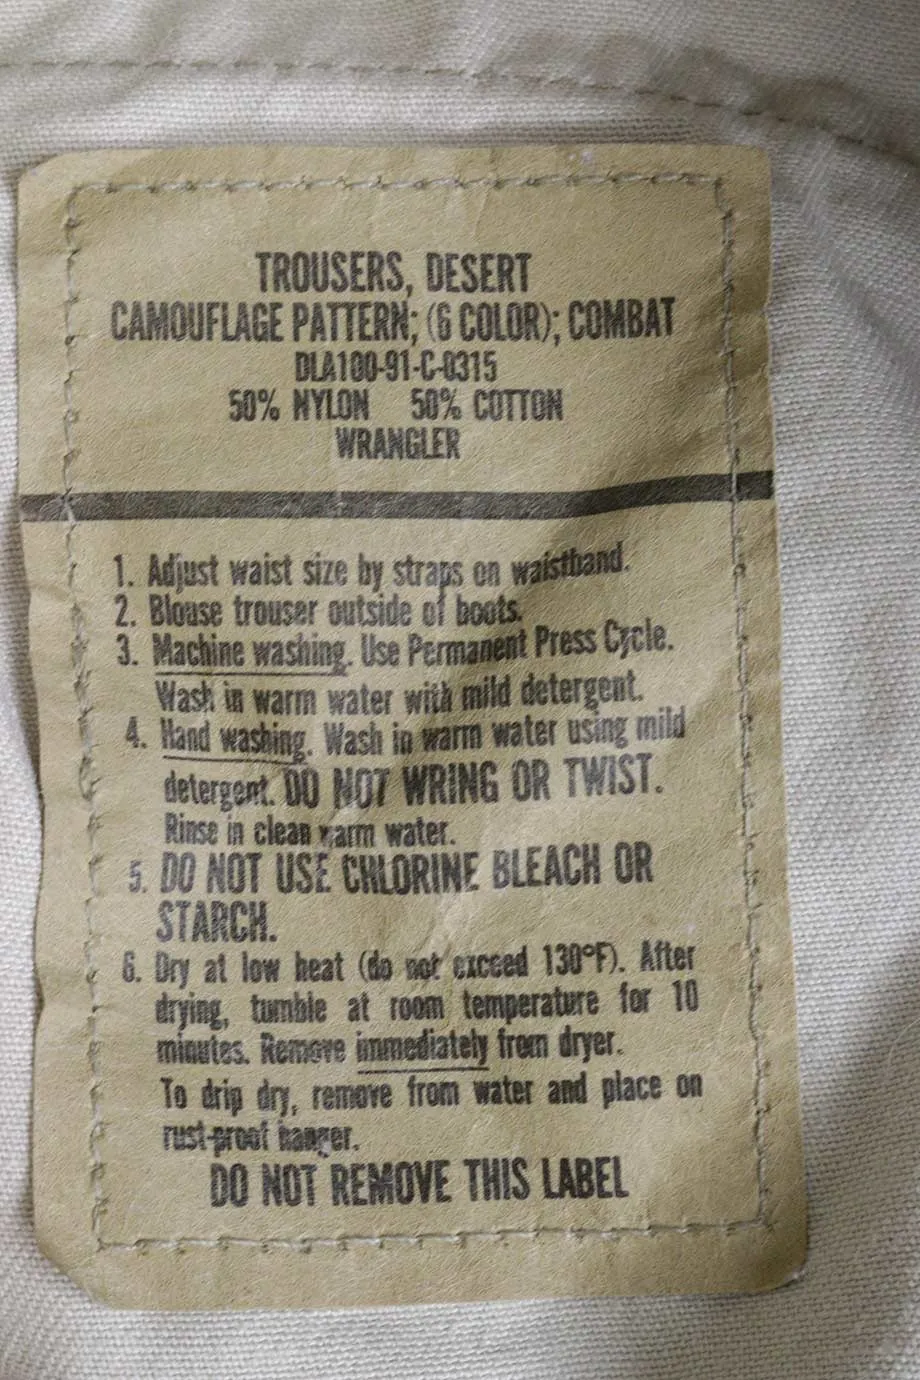 TROUSERS, DESERT
CAMOUFLAGE PATTERN; (6 COLOR); COMBAT
DLA100-91-C-0315
50% NYLON 50% COTTON
WRANGLER
1. Adjust waist size by straps on waistband.
2. Blouse trouser outside of boots.
3. Machine washing. Use Permanent Press Cycle.
Wash in warm water with mild detergent.
4. Hand washing. Wash in warm water using mild
detergent. DO NOT WRING OR TWIST.
Rinse in clean warm water.
5. DO NOT USE CHLORINE BLEACH OR
STARCH.
6. Dry at low heat (do not exceed 130°F). After
drying, tumble at room temperature for 10
minutes. Remove immediately from dryer.
To drip dry, remove from water and place on
rust-proof hanger.
DO NOT REMOVE THIS LABEL